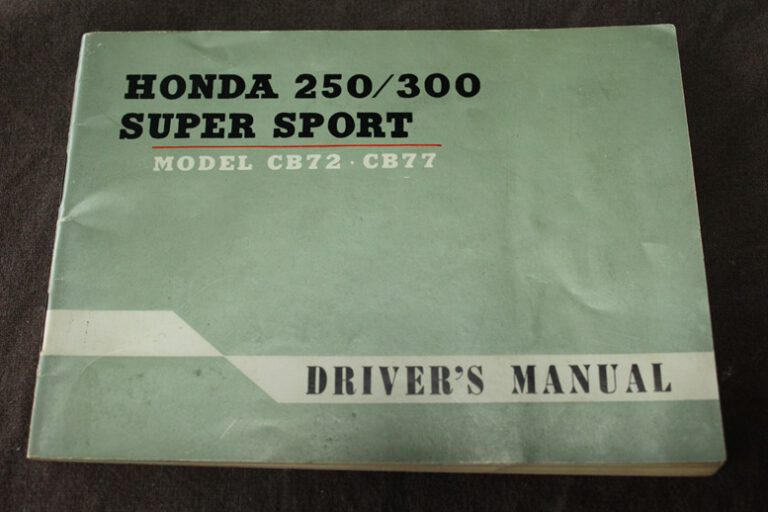 HONDA 250/300
SUPER SPORT
MODEL CB72 · CB77
DRIVER'S MANUAL